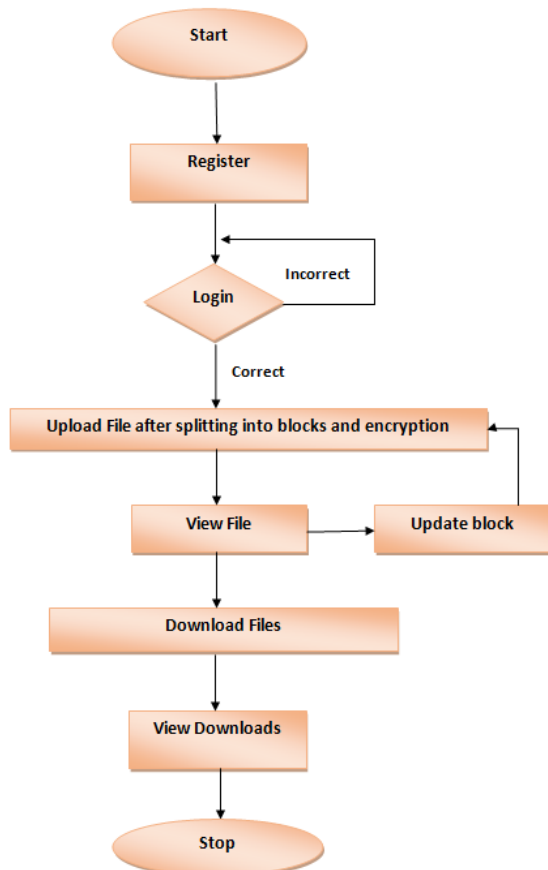 Start
Register
Incorrect
Login
Correct
Upload File after splitting into blocks and encryption
View File
Update block
Download Files
View Downloads
Stop